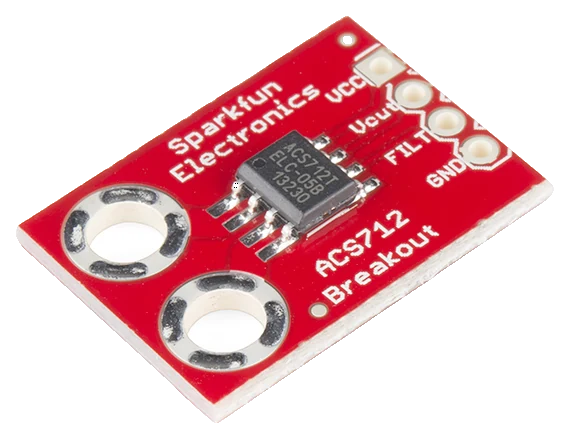 Sparkfun
Electronics
VCC
Vout
FILT
GND
ACS712T
ELC-05B
13230
ACS712
Breakout